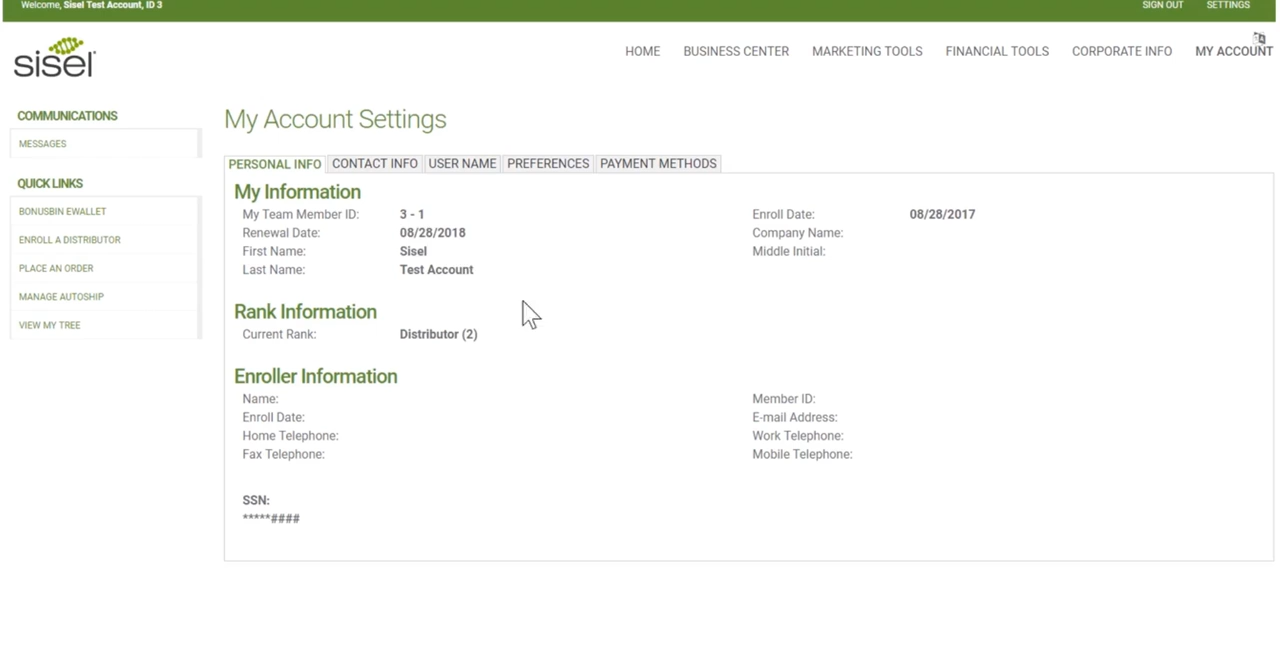 Welcome, Sisel Test Account, ID 3
SIGN OUT SETTINGS
sisel
HOME BUSINESS CENTER MARKETING TOOLS FINANCIAL TOOLS CORPORATE INFO MY ACCOUNT
COMMUNICATIONS
MESSAGES
QUICK LINKS
BONUSBIN EWALLET
ENROLL A DISTRIBUTOR
PLACE AN ORDER
MANAGE AUTOSHIP
VIEW MY TREE
My Account Settings
PERSONAL INFO CONTACT INFO USER NAME PREFERENCES PAYMENT METHODS
My Information
My Team Member ID: 3 - 1 Enroll Date: 08/28/2017
Renewal Date: 08/28/2018 Company Name:
First Name: Sisel Middle Initial:
Last Name: Test Account
Rank Information
Current Rank: Distributor (2)
Enroller Information
Name: Member ID:
Enroll Date: E-mail Address:
Home Telephone: Work Telephone:
Fax Telephone: Mobile Telephone:
SSN:
*****####